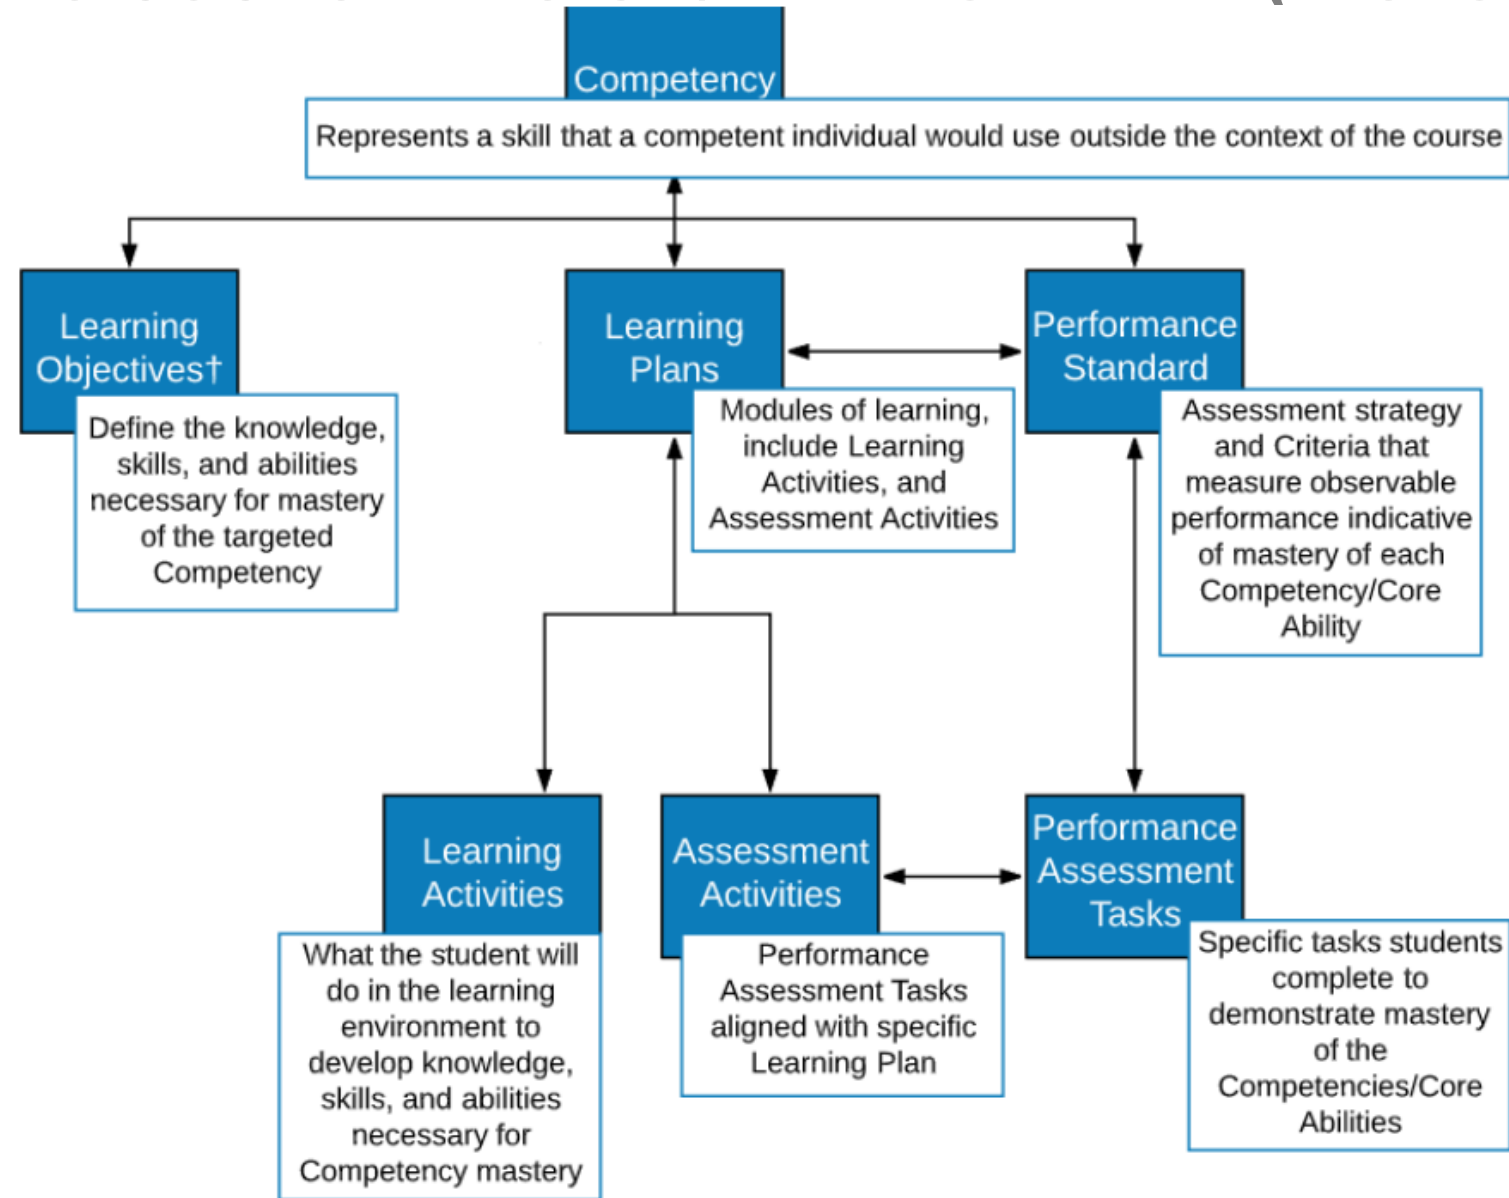 Competency
Represents a skill that a competent individual would use outside the context of the course
Learning
Objectives†
Define the knowledge,
skills, and abilities
necessary for mastery
of the targeted
Competency
Learning
Plans
Modules of learning,
include Learning
Activities, and
Assessment Activities
Performance
Standard
Assessment strategy
and Criteria that
measure observable
performance indicative
of mastery of each
Competency/Core
Ability
Learning
Activities
What the student will
do in the learning
environment to
develop knowledge,
skills, and abilities
necessary for
Competency mastery
Assessment
Activities
Performance
Assessment Tasks
aligned with specific
Learning Plan
Performance
Assessment
Tasks
Specific tasks students
complete to
demonstrate mastery
of the
Competencies/Core
Abilities